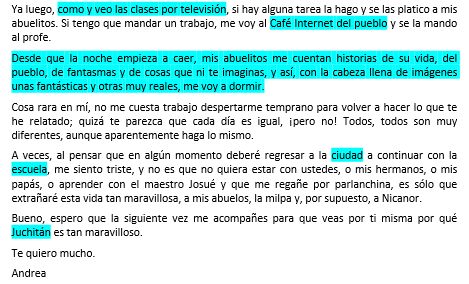 Ya luego, como y veo las clases por televisión, si hay alguna tarea la hago y se las platico a mis
abuelitos. Si tengo que mandar un trabajo, me voy al Café Internet del pueblo y se la mando
al profe.
Desde que la noche empieza a caer, mis abuelitos me cuentan historias de su vida, del
pueblo, de fantasmas y de cosas que ni te imaginas, y así, con la cabeza llena de imágenes
unas fantásticas y otras muy reales, me voy a dormir.
Cosa rara en mí, no me cuesta trabajo despertarme temprano para volver a hacer lo que te
he relatado; quizá te parezca que cada día es igual, ¡pero no! Todos, todos son muy
diferentes, aunque aparentemente haga lo mismo.
A veces, al pensar que en algún momento deberé regresar a la ciudad a continuar con la
escuela, me siento triste, y no es que no quiera estar con ustedes, o mis hermanos, o mis
papás, o aprender con el maestro Josué y que me regañe por parlanchina, es sólo que
extrañaré esta vida tan maravillosa, a mis abuelos, la milpa y, por supuesto, a Nicanor.
Bueno, espero que la siguiente vez me acompañes para que veas por ti misma por qué
Juchitán es tan maravilloso.
Te quiero mucho.
Andrea